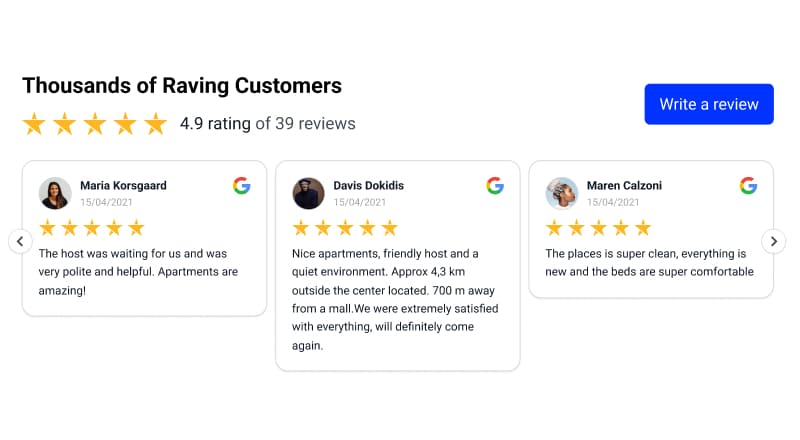 Thousands of Raving Customers
4.9 rating of 39 reviews
Write a review
Maria Korsgaard
15/04/2021
The host was waiting for us and was
very polite and helpful. Apartments are
amazing!
Davis Dokidis
15/04/2021
Nice apartments, friendly host and a
quiet environment. Approx 4,3 km
outside the center located. 700 m away
from a mall.We were extremely satisfied
with everything, will definitely come
again.
Maren Calzoni
15/04/2021
The places is super clean, everything is
new and the beds are super comfortable